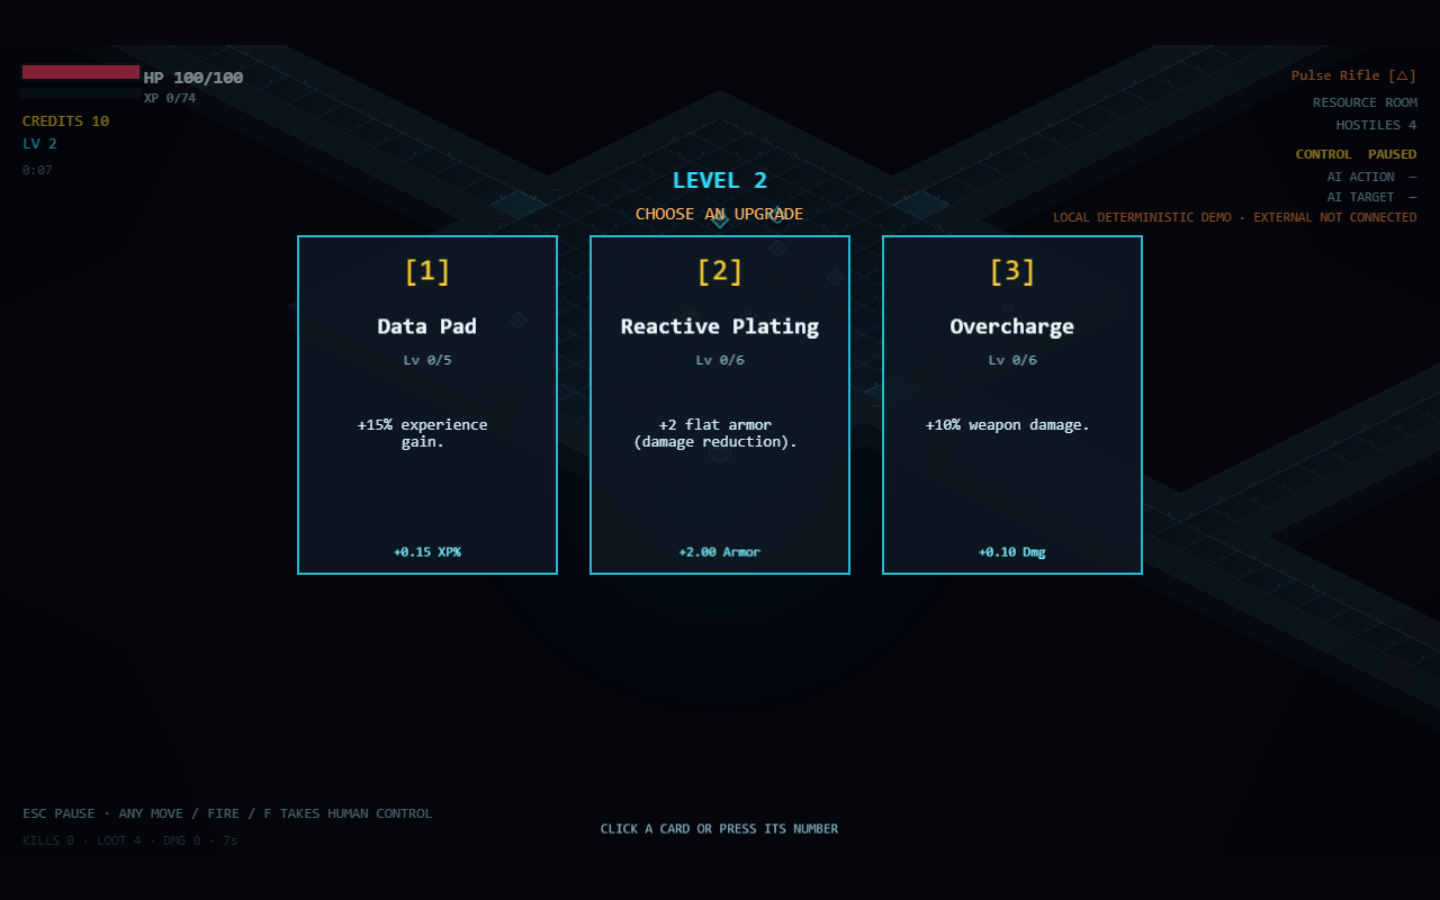 HP 100/100
XP 0/74
CREDITS 10
LV 2
0:07
Pulse Rifle [△]
RESOURCE ROOM
HOSTILES 4
CONTROL PAUSED
AI ACTION —
AI TARGET —
LOCAL DETERMINISTIC DEMO · EXTERNAL NOT CONNECTED
LEVEL 2
CHOOSE AN UPGRADE
[1]
Data Pad
Lv 0/5
+15% experience
gain.
+0.15 XP%
[2]
Reactive Plating
Lv 0/6
+2 flat armor
(damage reduction).
+2.00 Armor
[3]
Overcharge
Lv 0/6
+10% weapon damage.
+0.10 Dmg
ESC PAUSE · ANY MOVE / FIRE / F TAKES HUMAN CONTROL
KILLS 0 · LOOT 4 · DMG 0 · 7s
CLICK A CARD OR PRESS ITS NUMBER